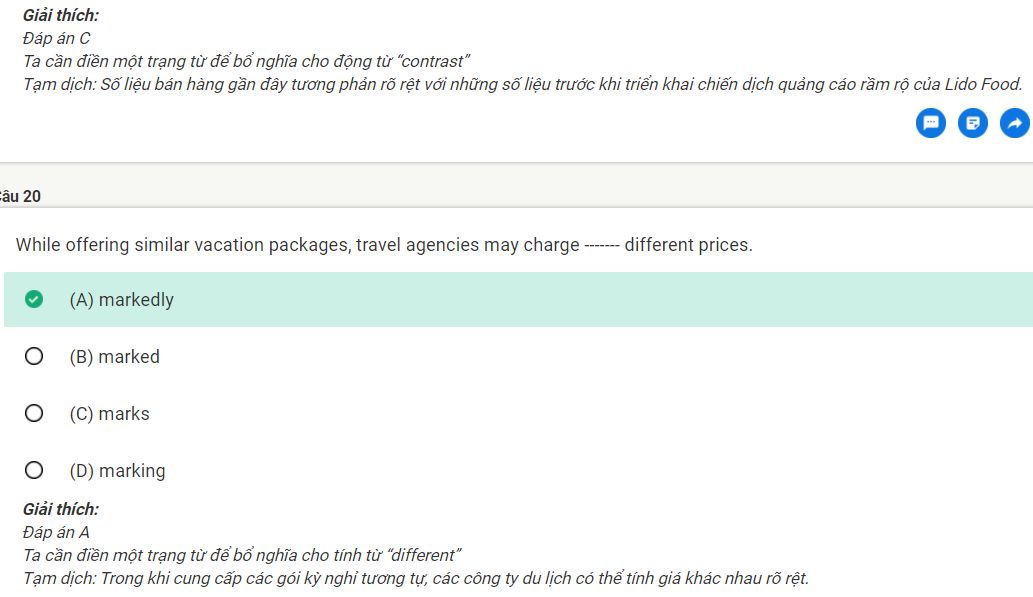 Giải thích:
Đáp án C
Ta cần điền một trạng từ để bổ nghĩa cho động từ “contrast”
Tạm dịch: Số liệu bán hàng gần đây tương phản rõ rệt với những số liệu trước khi triển khai chiến dịch quảng cáo rầm rộ của Lido Food.
Câu 20
While offering similar vacation packages, travel agencies may charge ------- different prices.
(A) markedly
(B) marked
(C) marks
(D) marking
Giải thích:
Đáp án A
Ta cần điền một trạng từ để bổ nghĩa cho tính từ “different”
Tạm dịch: Trong khi cung cấp các gói kỳ nghỉ tương tự, các công ty du lịch có thể tính giá khác nhau rõ rệt.